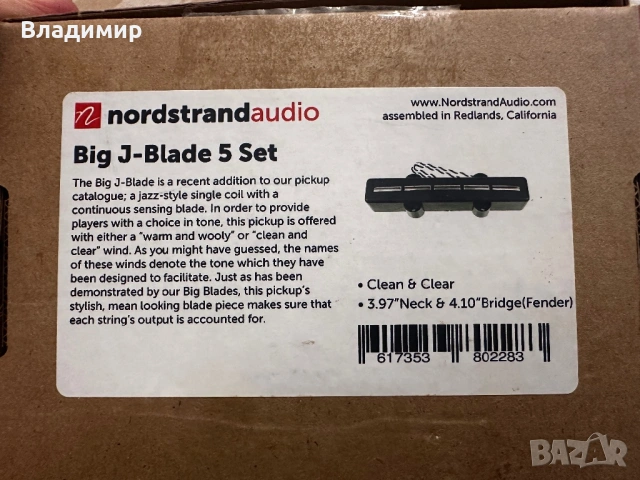 Владимир
nordstrandaudio
www.NordstrandAudio.com
assembled in Redlands, California
Big J-Blade 5 Set
The Big J-Blade is a recent addition to our pickup
catalogue; a jazz-style single coil with a
continuous sensing blade. In order to provide
players with a choice in tone, this pickup is offered
with either a "warm and wooly" or "clean and
clear" wind. As you might have guessed, the names
of these winds denote the tone which they have
been designed to facilitate. Just as has been
demonstrated by our Big Blades, this pickup's
stylish, mean looking blade piece makes sure that
each string's output is accounted for.
• Clean & Clear
• 3.97"Neck & 4.10"Bridge(Fender)
617353 802283
BAZAR